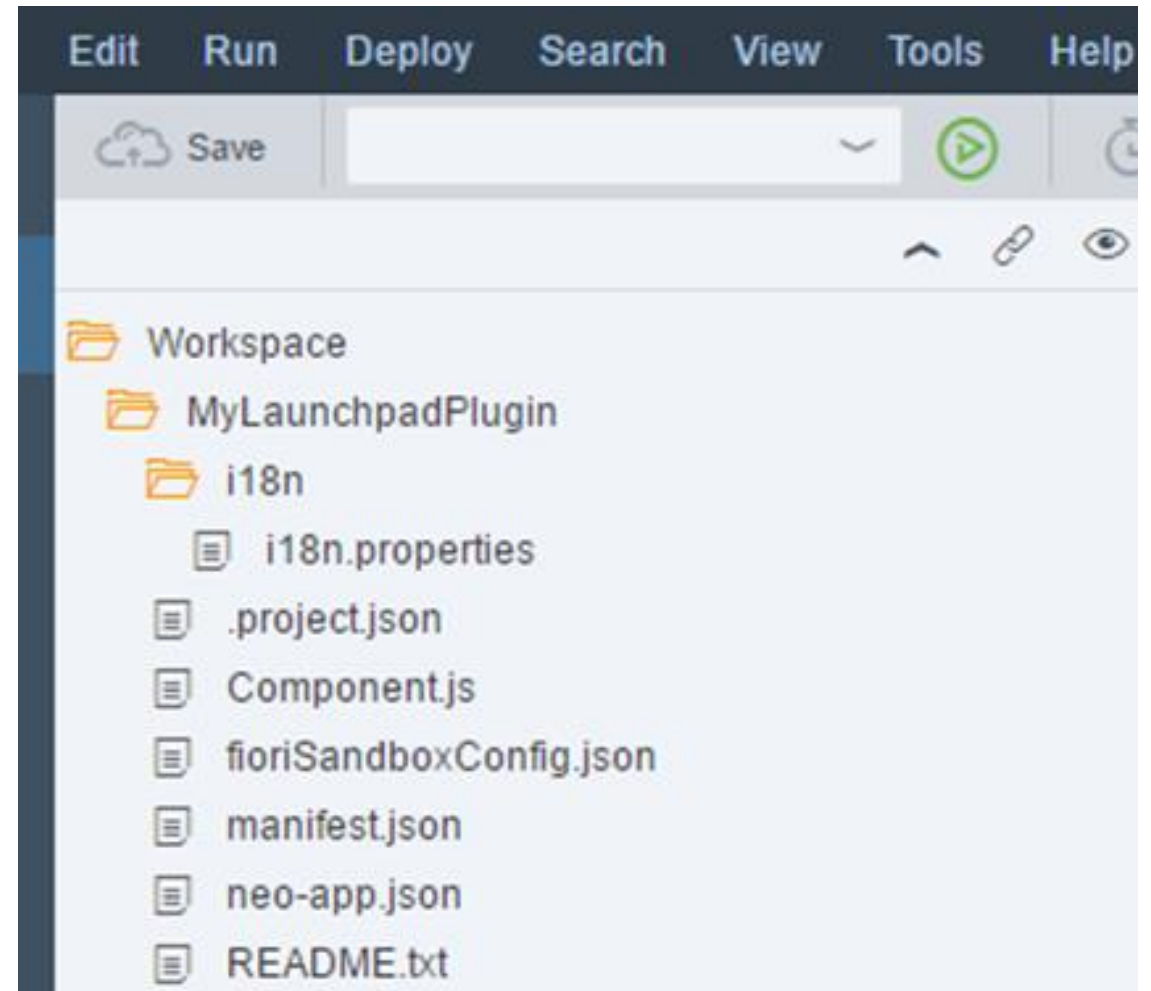 Edit Run Deploy Search View Tools Help
Save
Workspace
MyLaunchpadPlugin
i18n
i18n.properties
.project.json
Component.js
fioriSandboxConfig.json
manifest.json
neo-app.json
README.txt